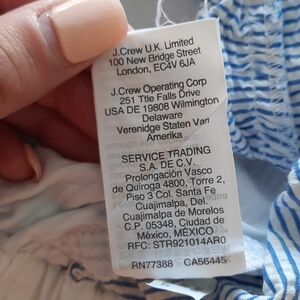 J.Crew U.K. Limited
100 New Bridge Street
London, EC4V 6JA
J.Crew Operating Corp
251 Ttle Falls Drive
USA DE 19808 Wilmington
Delaware
Verenidge Staten Van
Amerika
SERVICE TRADING
S.A. DE C.V.
Prolongación Vasco
de Quiroga 4800, Torre 2,
Piso 3 Col. Santa Fe
Cuajimalpa, Del.
Cuajimalpa de Morelos
C.P. 05348, Ciudad de
México, MÉXICO
RFC: STR921014AR0
RN77388 - CA56445